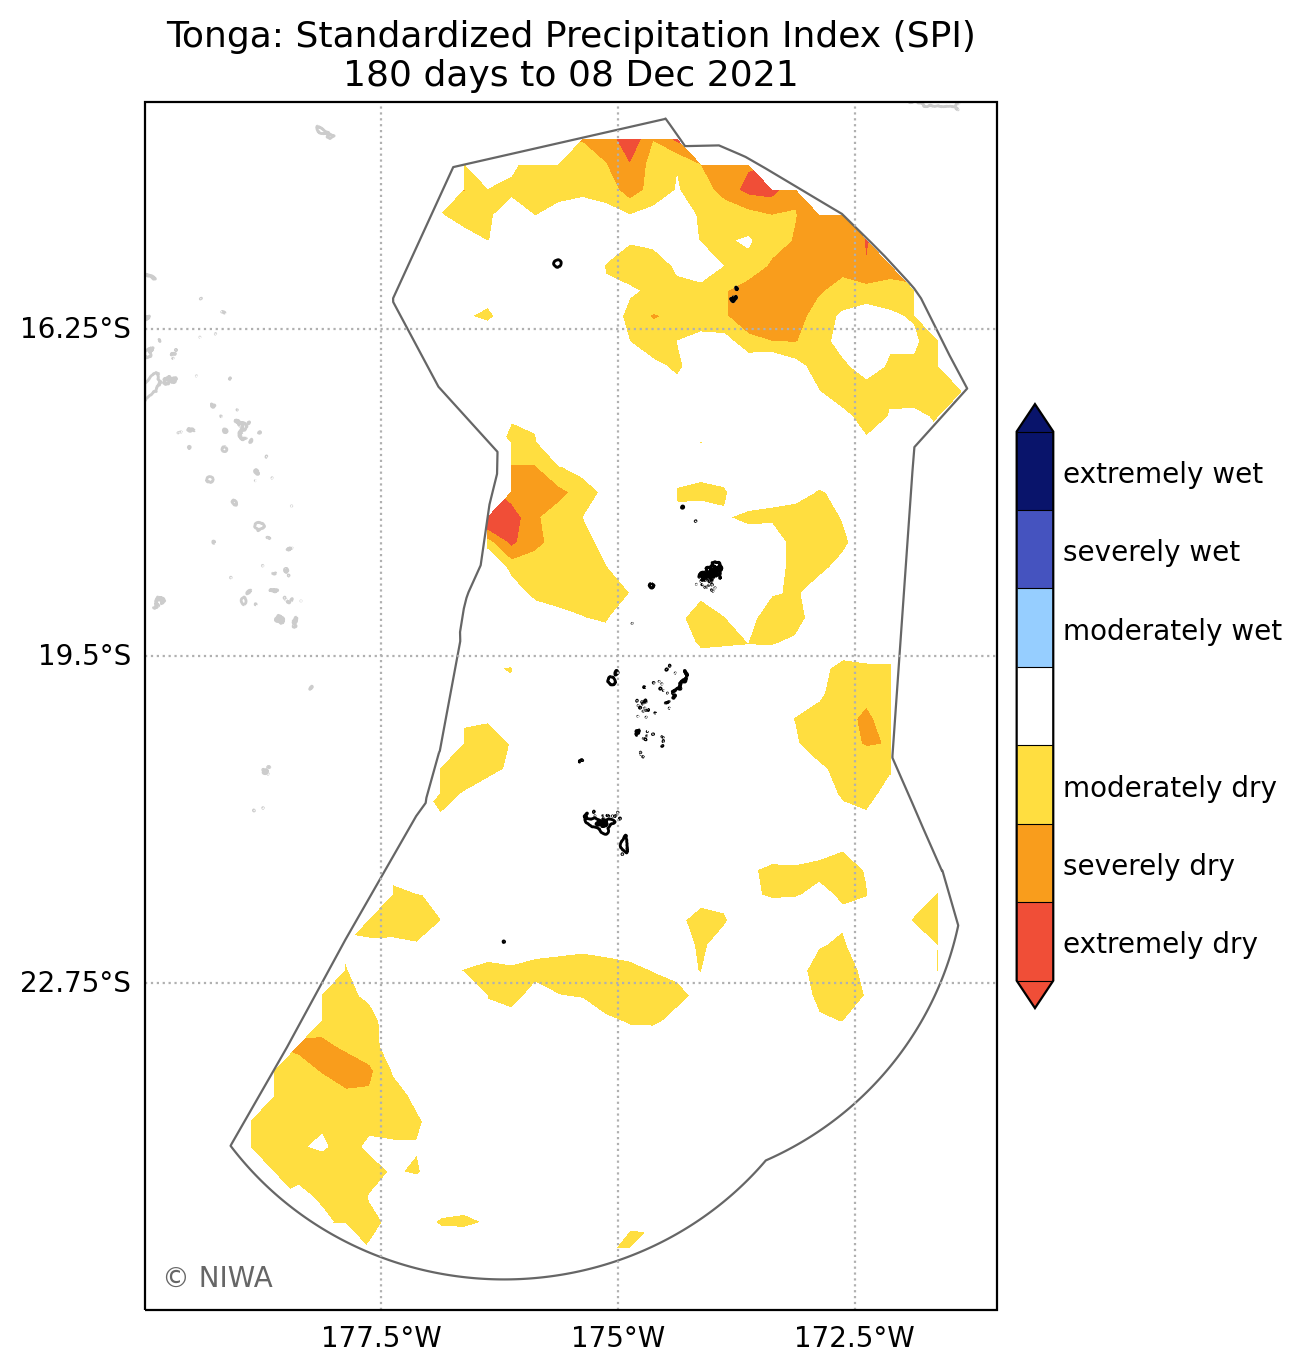 Tonga: Standardized Precipitation Index (SPI)
180 days to 08 Dec 2021
16.25°S
19.5°S
22.75°S
177.5°W
175°W
172.5°W
extremely wet
severely wet
moderately wet
moderately dry
severely dry
extremely dry
© NIWA